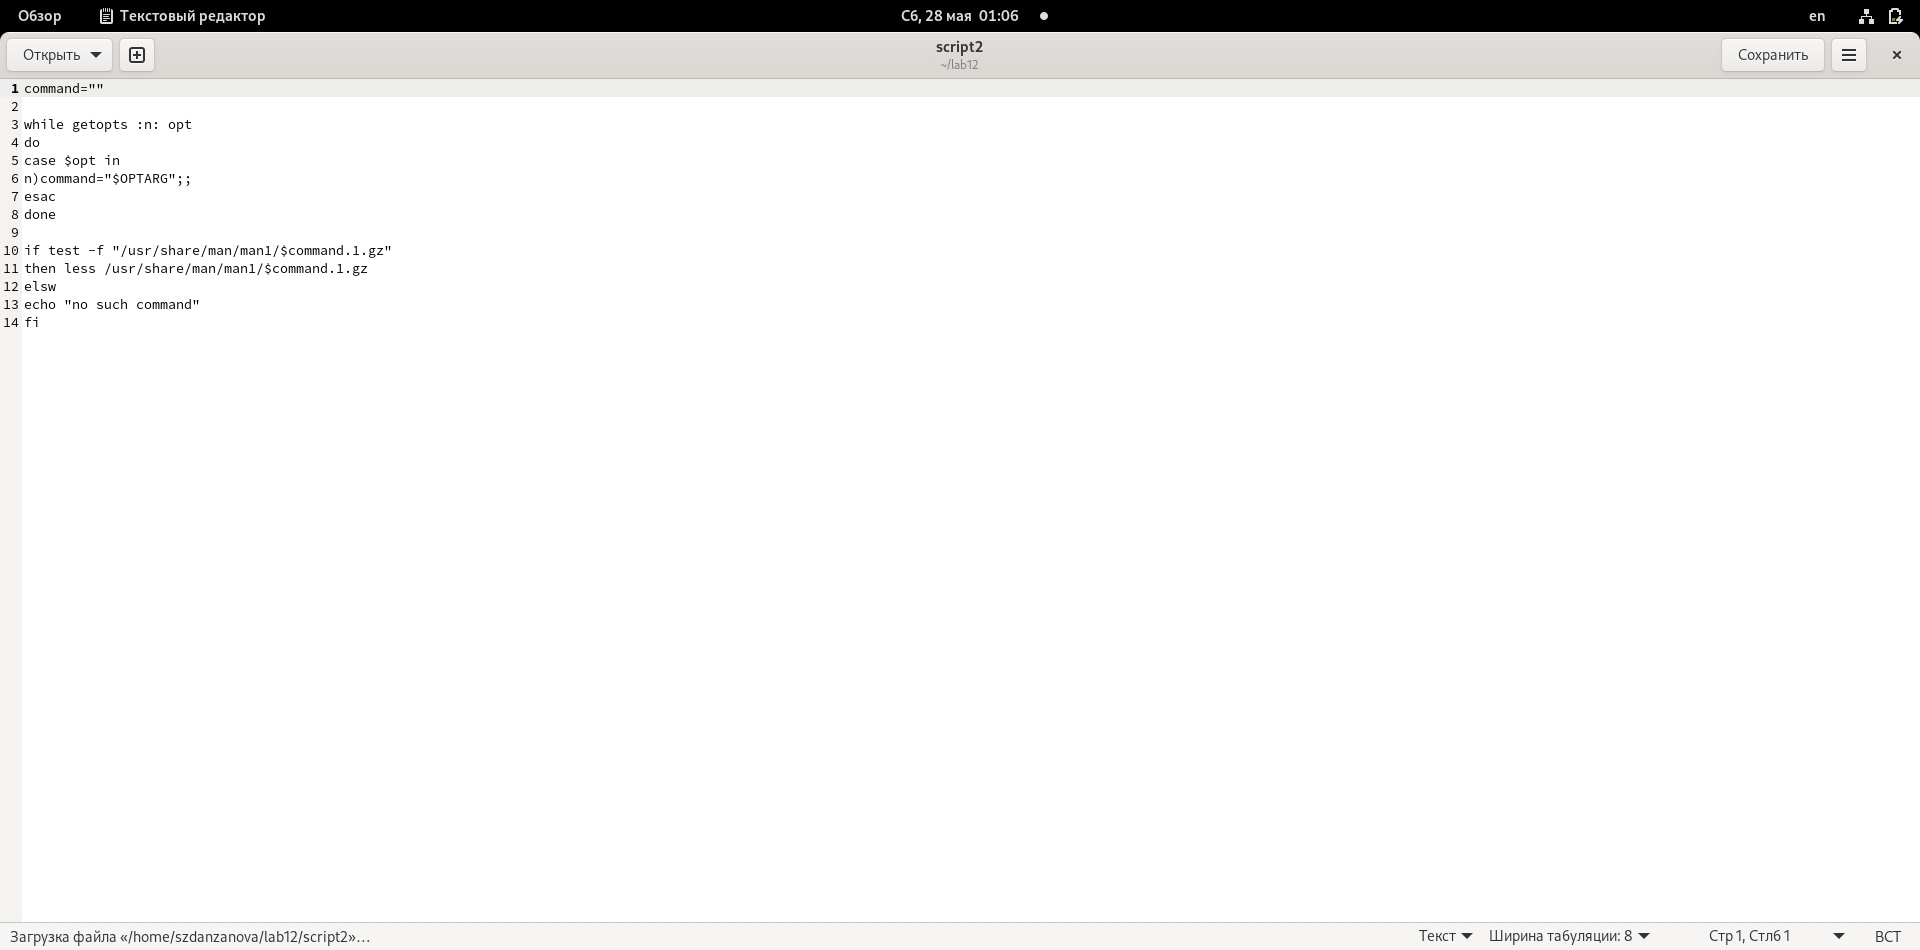 Обзор Текстовый редактор Сб, 28 мая 01:06 en
Открыть script2 Сохранить
~/lab12
1 command=""
2
3 while getopts :n: opt
4 do
5 case $opt in
6 n)command="$OPTARG";;
7 esac
8 done
9
10 if test -f "/usr/share/man/man1/$command.1.gz"
11 then less /usr/share/man/man1/$command.1.gz
12 elsw
13 echo "no such command"
14 fi
Загрузка файла «/home/szdanzanova/lab12/script2»… Текст Ширина табуляции: 8 Стр 1, Стлб 1 ВСТ